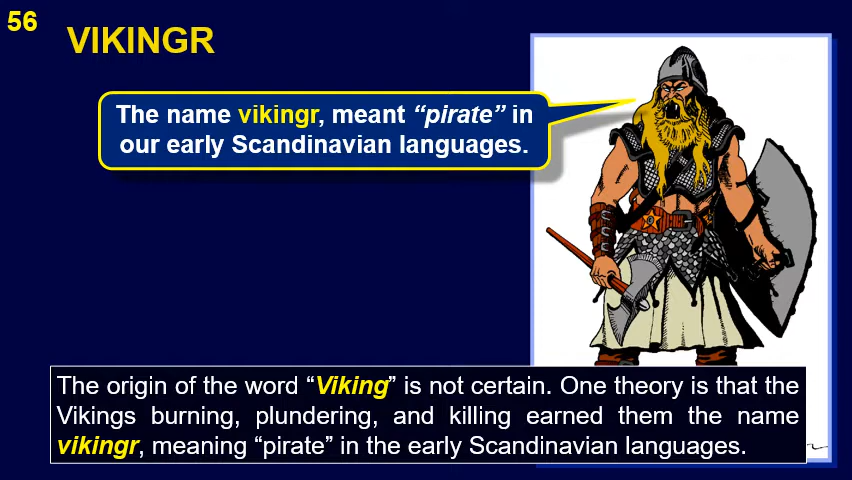 56
VIKINGR
The name vikingr, meant “pirate” in
our early Scandinavian languages.
The origin of the word “Viking” is not certain. One theory is that the
Vikings burning, plundering, and killing earned them the name
vikingr, meaning “pirate” in the early Scandinavian languages.